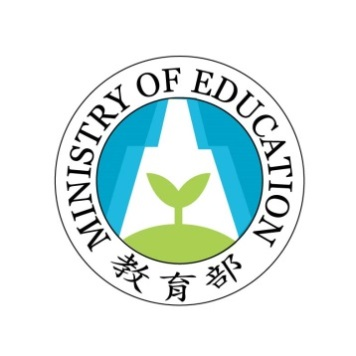 MINISTRY OF EDUCATION
教育部